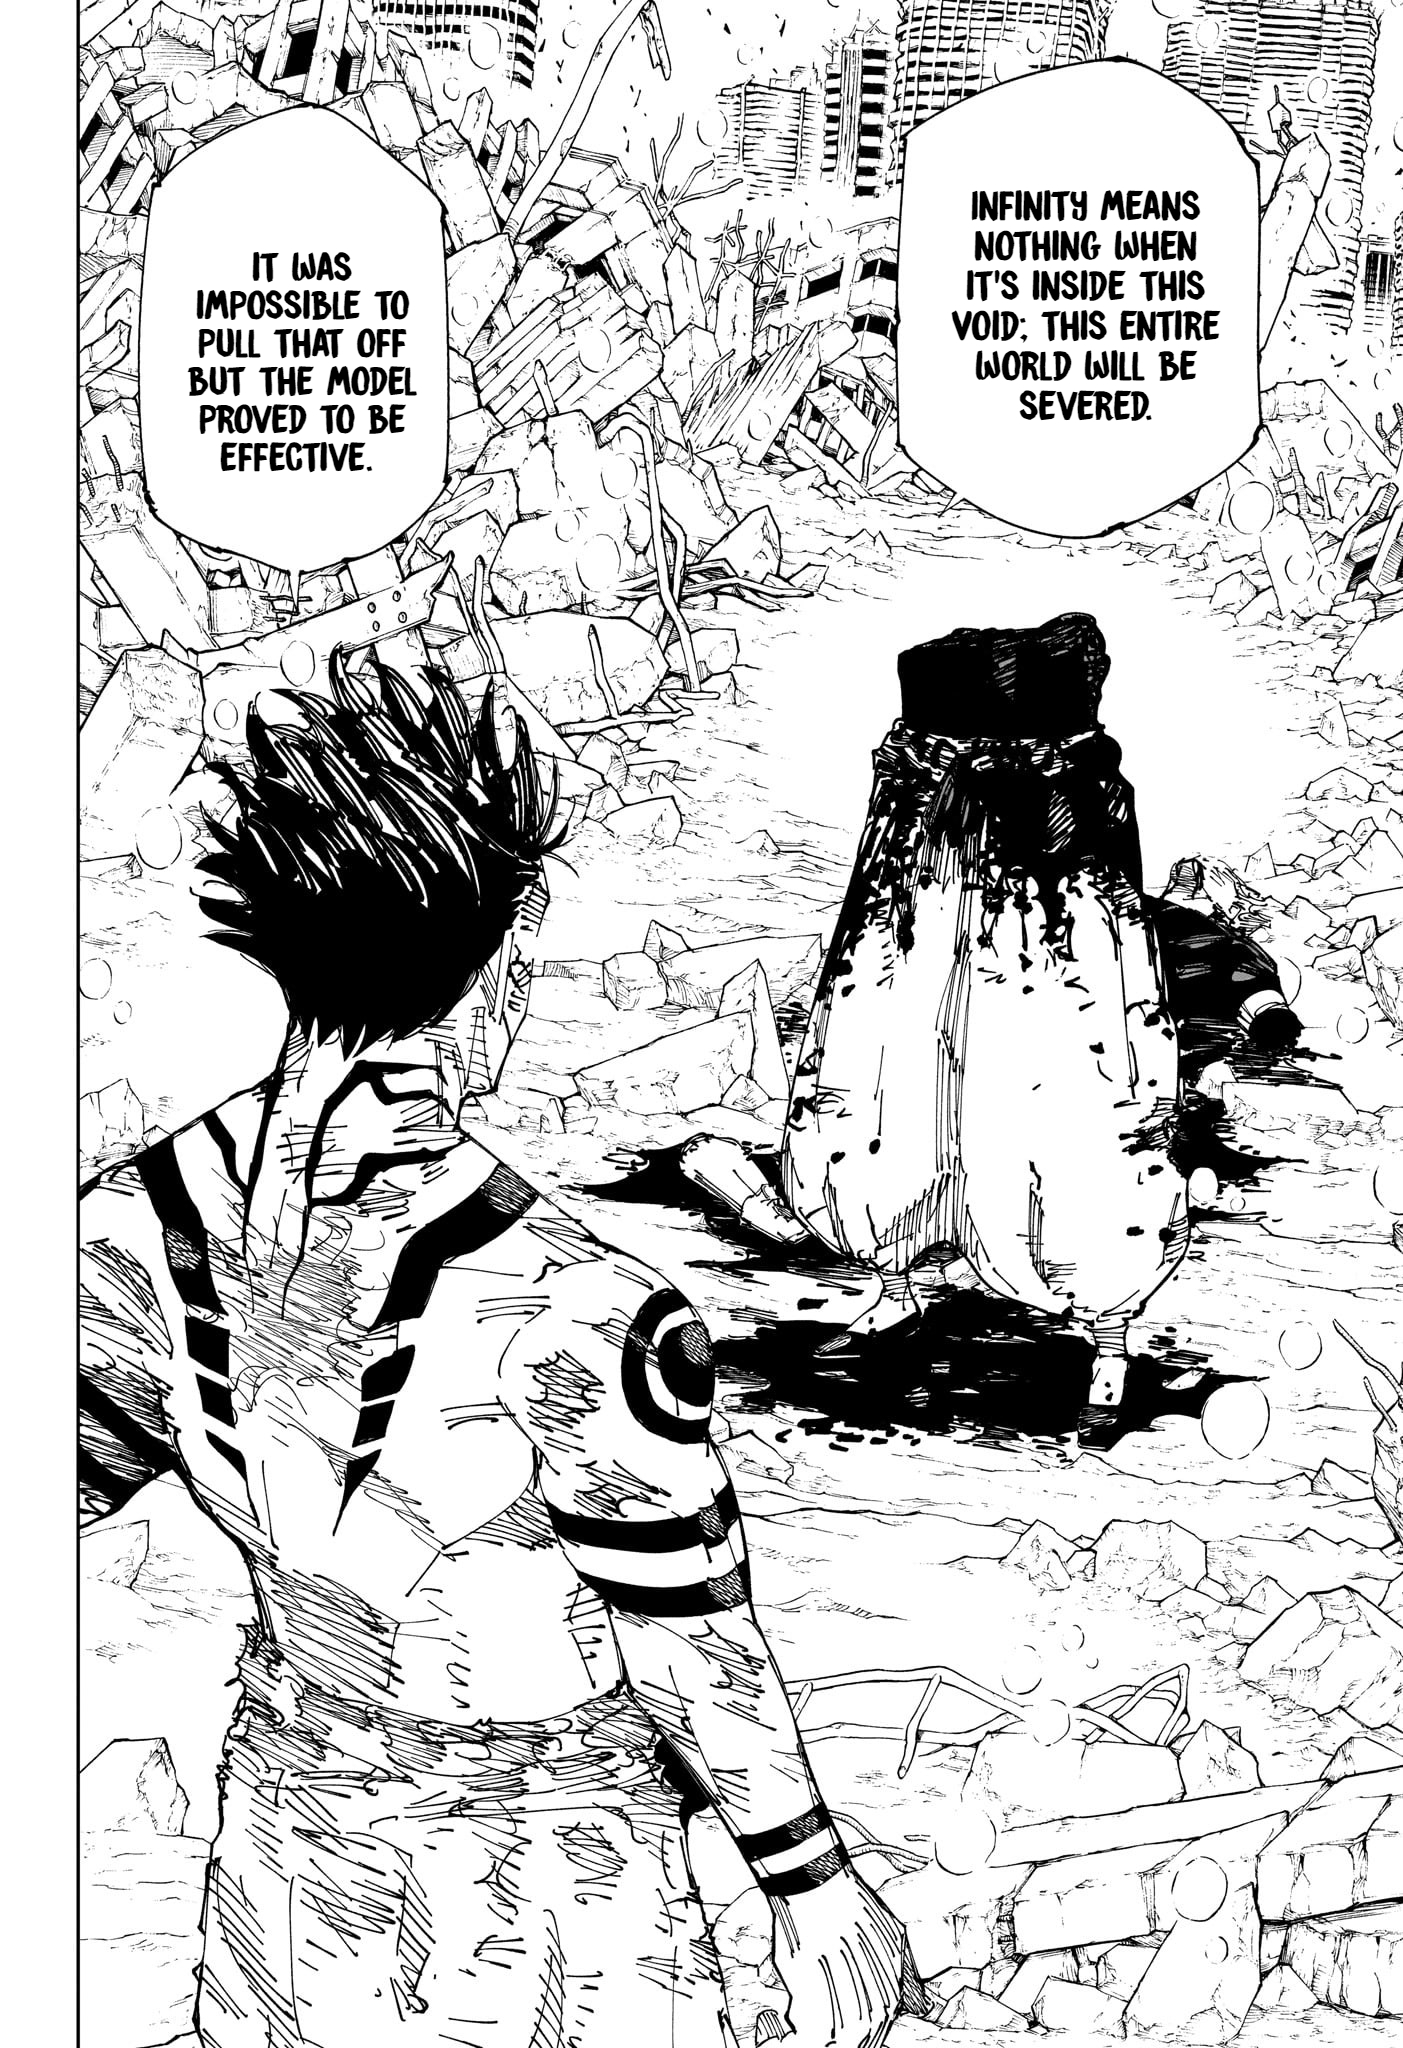 INFINITY MEANS
NOTHING WHEN
IT'S INSIDE THIS
VOID; THIS ENTIRE
WORLD WILL BE
SEVERED.
IT WAS
IMPOSSIBLE TO
PULL THAT OFF
BUT THE MODEL
PROVED TO BE
EFFECTIVE.